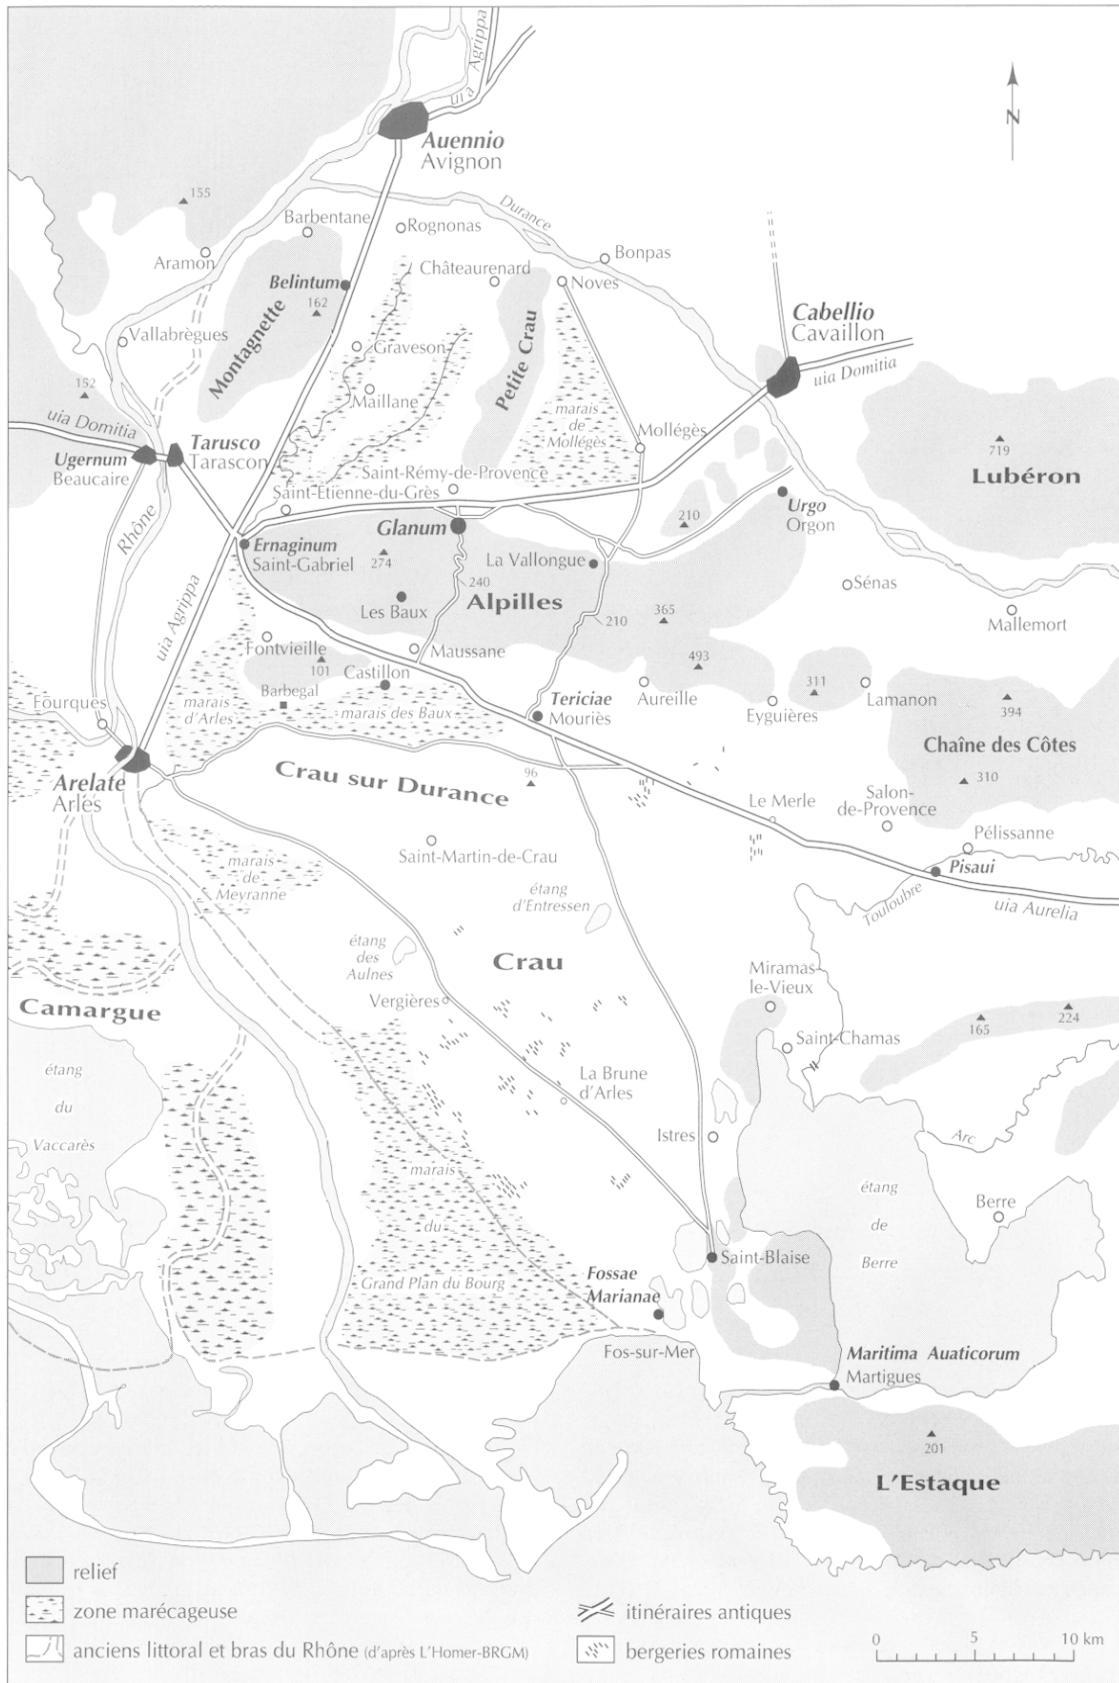 uia Agrippa
N
Auennio
Avignon
155
Durance
Barbentane
Rognonas
Bonpas
Aramon
Châteaurenard
Noves
Belintum
162
Montagnette
Cabellio
Cavaillon
Vallabrègues
Graveson
Petite Crau
uia Domitia
152
Maillane
marais
de
Mollégès
Mollégès
uia Domitia
719
Lubéron
Tarusco
Tarascon
Ugernum
Beaucaire
Saint-Rémy-de-Provence
Saint-Etienne-du-Grès
Urgo
Orgon
210
Rhône
Glanum
Ernaginum
Saint-Gabriel
274
La Vallongue
240
Alpilles
Les Baux
Sénas
uia Agrippa
365
210
Mallemort
Fontvieille
101
Maussane
493
Castillon
Barbegal
Aureille
311
Lamanon
394
Fourques
marais
d'Arles
marais des Baux
Tericiae
Mouriès
Eyguières
Chaîne des Côtes
Arelate
Arles
Crau sur Durance
96
310
Le Merle
Salon-
de-Provence
Pélissanne
Saint-Martin-de-Crau
marais
de
Meyranne
Pisaui
étang
d'Entressen
Touloubre
uia Aurelia
étang
des
Aulnes
Crau
Miramas-
le-Vieux
Vergières
Camargue
165
224
Saint-Chamas
étang
du
Vaccarès
La Brune
d'Arles
Istres
Arc
marais
du
Grand Plan du Bourg
étang
de
Berre
Berre
Saint-Blaise
Fossae
Marianae
Fos-sur-Mer
Maritima Auaticorum
Martigues
201
L'Estaque
relief
zone marécageuse
anciens littoral et bras du Rhône (d'après L'Homer-BRGM)
itinéraires antiques
bergeries romaines
0 5 10 km